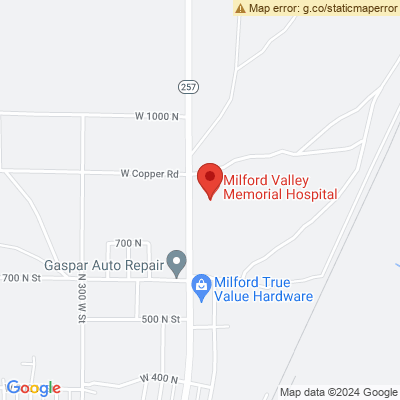 Map error: g.co/staticmaperror
257
W 1000 N
W Copper Rd
Milford Valley
Memorial Hospital
700 N
Gaspar Auto Repair
700 N St
N 300 W St
Milford True
Value Hardware
500 N St
W 400 N
Google
Map data ©2024 Google